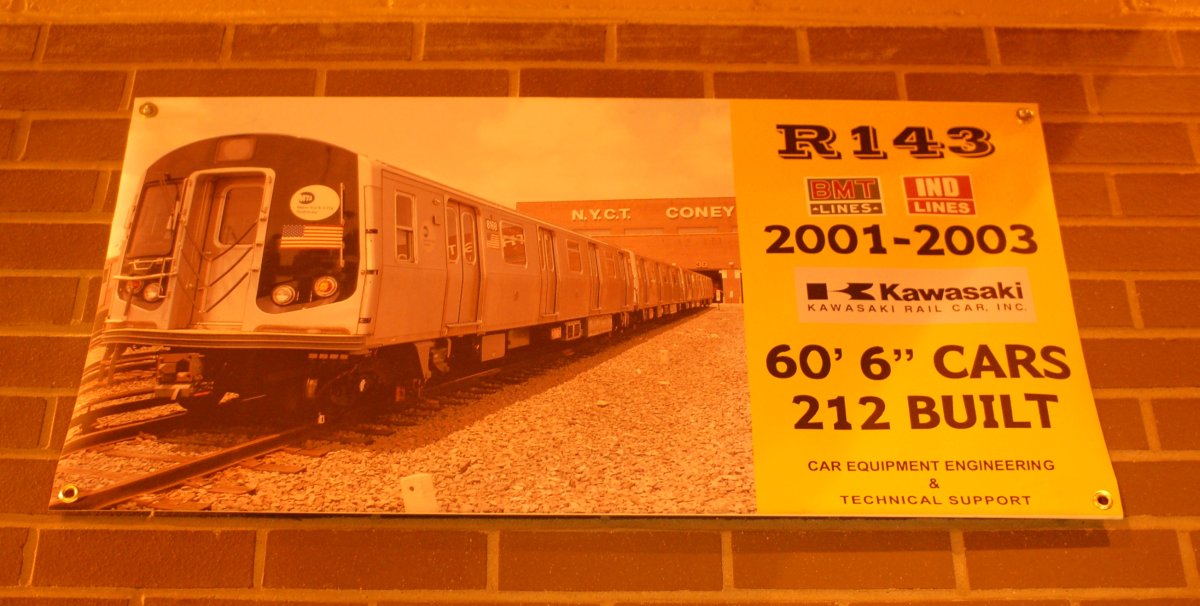 N.Y.C.T. CONEY
R143
BMT
-LINES-
IND
LINES
2001-2003
Kawasaki
KAWASAKI RAIL CAR, INC.
60' 6” CARS
212 BUILT
CAR EQUIPMENT ENGINEERING
&
TECHNICAL SUPPORT